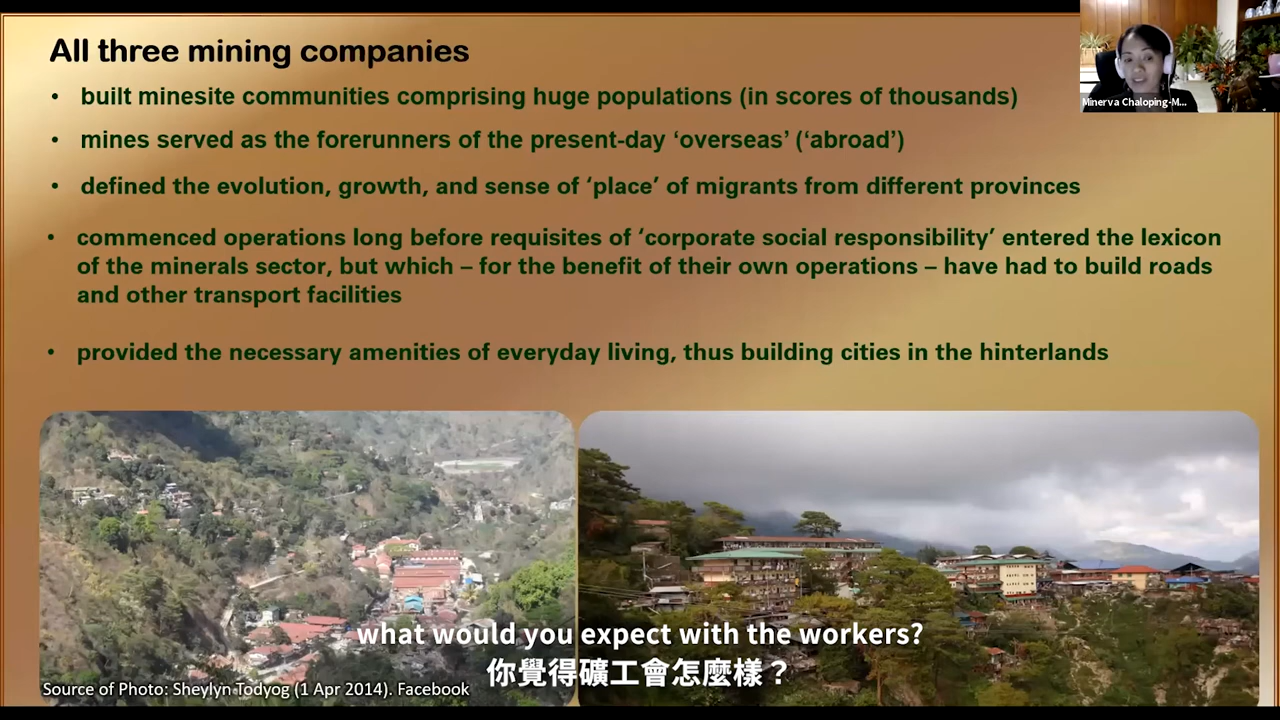 All three mining companies
• built minesite communities comprising huge populations (in scores of thousands)
• mines served as the forerunners of the present-day ‘overseas’ (‘abroad’)
• defined the evolution, growth, and sense of ‘place’ of migrants from different provinces
• commenced operations long before requisites of ‘corporate social responsibility’ entered the lexicon
of the minerals sector, but which – for the benefit of their own operations – have had to build roads
and other transport facilities
• provided the necessary amenities of everyday living, thus building cities in the hinterlands
Minerva Chaloping-M...
what would you expect with the workers?
你覺得礦工會怎麼樣？
Source of Photo: Sheylyn Todyog (1 Apr 2014). Facebook